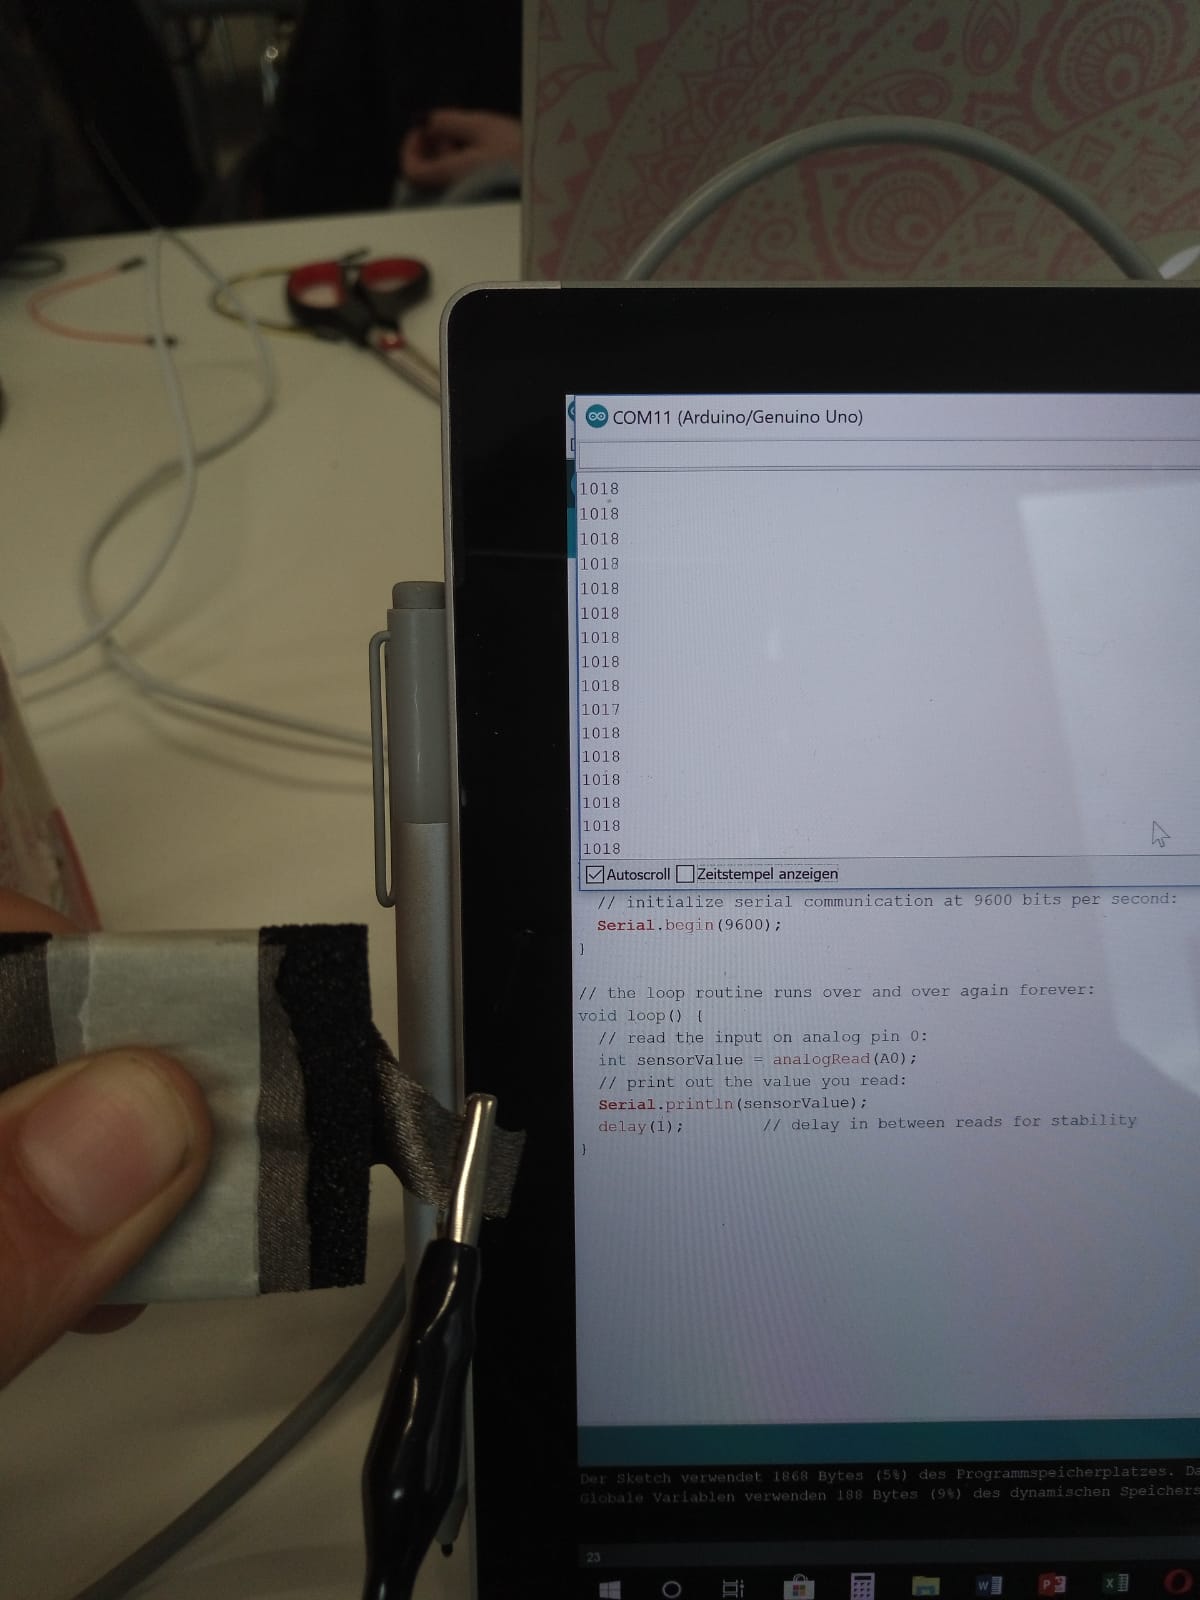 COM11 (Arduino/Genuino Uno)
1018
1018
1018
1018
1018
1018
1018
1018
1018
1017
1018
1018
1018
1018
1018
1018
Autoscroll Zeitstempel anzeigen
// initialize serial communication at 9600 bits per second:
Serial.begin(9600);
}
// the loop routine runs over and over again forever:
void loop() {
// read the input on analog pin 0:
int sensorValue = analogRead(A0);
// print out the value you read:
Serial.println(sensorValue);
delay(1); // delay in between reads for stability
}
Der Sketch verwendet 1868 Bytes (5%) des Programmspeicherplatzes.
Globale Variablen verwenden 188 Bytes (9%) des dynamischen Speichers
23